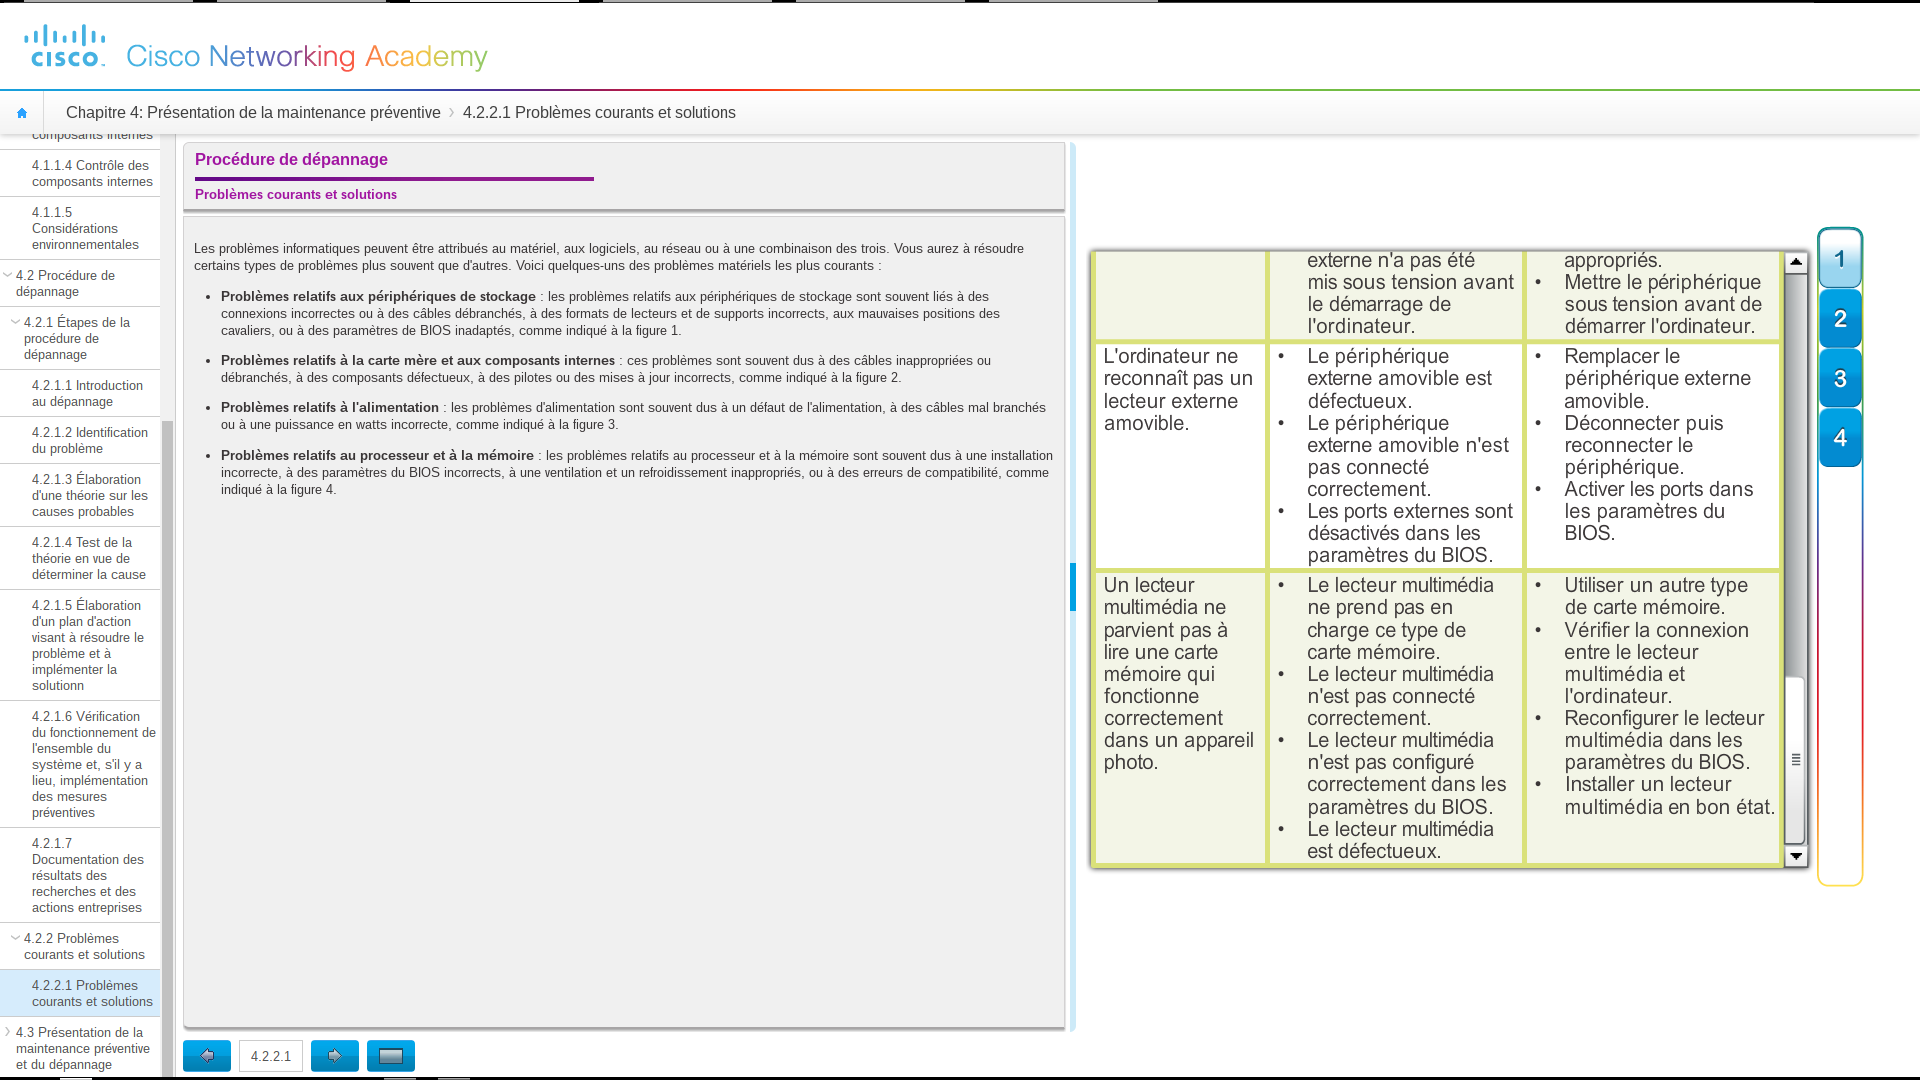 CISCO
Cisco Networking Academy
Chapitre 4: Présentation de la maintenance préventive
4.2.2.1 Problèmes courants et solutions
composants internes
4.1.1.4 Contrôle des
composants internes
4.1.1.5
Considérations
environnementales
4.2 Procédure de
dépannage
4.2.1 Étapes de la
procédure de
dépannage
4.2.1.1 Introduction
au dépannage
4.2.1.2 Identification
du problème
4.2.1.3 Élaboration
d'une théorie sur les
causes probables
4.2.1.4 Test de la
théorie en vue de
déterminer la cause
4.2.1.5 Élaboration
d'un plan d'action
visant à résoudre le
problème et à
implémenter la
solutionn
4.2.1.6 Vérification
du fonctionnement de
l'ensemble du
système et, s'il y a
lieu, implémentation
des mesures
préventives
4.2.1.7
Documentation des
résultats des
recherches et des
actions entreprises
4.2.2 Problèmes
courants et solutions
4.2.2.1 Problèmes
courants et solutions
4.3 Présentation de la
maintenance préventive
et du dépannage
Procédure de dépannage
Problèmes courants et solutions
Les problèmes informatiques peuvent être attribués au matériel, aux logiciels, au réseau ou à une combinaison des trois. Vous aurez à résoudre
certains types de problèmes plus souvent que d'autres. Voici quelques-uns des problèmes matériels les plus courants :
• Problèmes relatifs aux périphériques de stockage : les problèmes relatifs aux périphériques de stockage sont souvent liés à des
connexions incorrectes ou à des câbles débranchés, à des formats de lecteurs et de supports incorrects, aux mauvaises positions des
cavaliers, ou à des paramètres de BIOS inadaptés, comme indiqué à la figure 1.
• Problèmes relatifs à la carte mère et aux composants internes : ces problèmes sont souvent dus à des câbles inappropriées ou
débranchés, à des composants défectueux, à des pilotes ou des mises à jour incorrects, comme indiqué à la figure 2.
• Problèmes relatifs à l'alimentation : les problèmes d'alimentation sont souvent dus à un défaut de l'alimentation, à des câbles mal branchés
ou à une puissance en watts incorrecte, comme indiqué à la figure 3.
• Problèmes relatifs au processeur et à la mémoire : les problèmes relatifs au processeur et à la mémoire sont souvent dus à une installation
incorrecte, à des paramètres du BIOS incorrects, à une ventilation et un refroidissement inappropriés, ou à des erreurs de compatibilité, comme
indiqué à la figure 4.
4.2.2.1
externe n'a pas été
mis sous tension avant
le démarrage de
l'ordinateur.
appropriés.
• Mettre le périphérique
sous tension avant de
démarrer l'ordinateur.
L'ordinateur ne
reconnaît pas un
lecteur externe
amovible.
• Le périphérique
externe amovible est
défectueux.
• Le périphérique
externe amovible n'est
pas connecté
correctement.
• Les ports externes sont
désactivés dans les
paramètres du BIOS.
• Remplacer le
périphérique externe
amovible.
• Déconnecter puis
reconnecter le
périphérique.
• Activer les ports dans
les paramètres du
BIOS.
Un lecteur
multimédia ne
parvient pas à
lire une carte
mémoire qui
fonctionne
correctement
dans un appareil
photo.
• Le lecteur multimédia
ne prend pas en
charge ce type de
carte mémoire.
• Le lecteur multimédia
n'est pas connecté
correctement.
• Le lecteur multimédia
n'est pas configuré
correctement dans les
paramètres du BIOS.
• Le lecteur multimédia
est défectueux.
• Utiliser un autre type
de carte mémoire.
• Vérifier la connexion
entre le lecteur
multimédia et
l'ordinateur.
• Reconfigurer le lecteur
multimédia dans les
paramètres du BIOS.
• Installer un lecteur
multimédia en bon état.
1
2
3
4